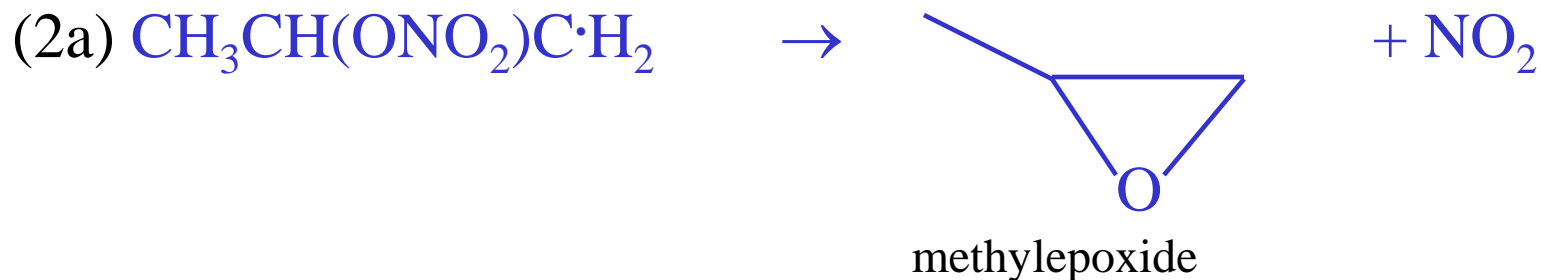 (2a) CH₃CH(ONO₂)C·H₂ → + NO₂
O
methylepoxide